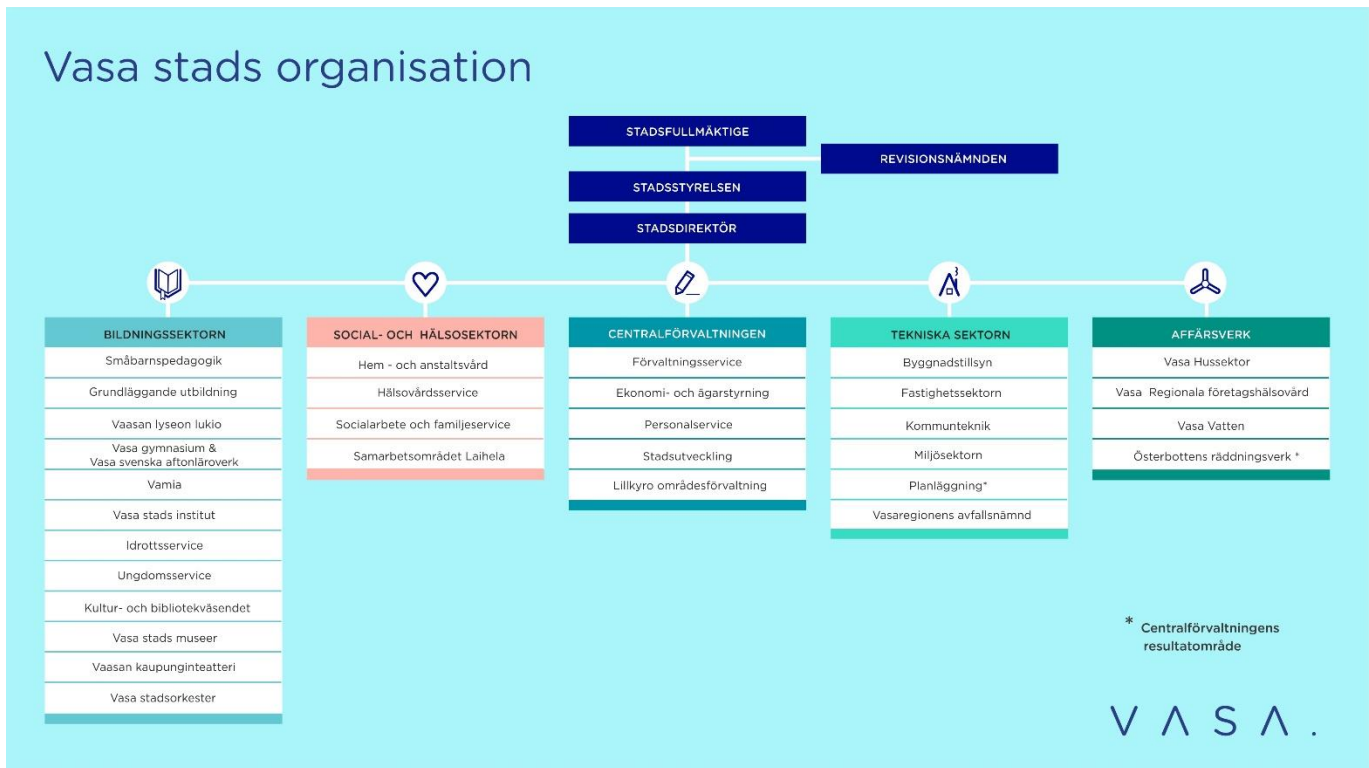 Vasa stads organisation
STADSFULLMÄKTIGE
REVISIONSNÄMNDEN
STADSSTYRELSEN
STADSDIREKTÖR
BILDNINGSSEKTORN
Småbarnspedagogik
Grundläggande utbildning
Vaasan lyseon lukio
Vasa gymnasium &
Vasa svenska aftonläroverk
Vamia
Vasa stads institut
Idrottsservice
Ungdomsservice
Kultur- och bibliotekväsendet
Vasa stads museer
Vaasan kaupunginteatteri
Vasa stadsorkester
SOCIAL- OCH HÄLSOSEKTORN
Hem - och anstaltsvård
Hälsovårdsservice
Socialarbete och familjeservice
Samarbetsområdet Laihela
CENTRALFÖRVALTNINGEN
Förvaltningsservice
Ekonomi- och ägarstyrning
Personalservice
Stadsutveckling
Lillkyro områdesförvaltning
TEKNISKA SEKTORN
Byggnadstillsyn
Fastighetssektorn
Kommunteknik
Miljösektorn
Planläggning*
Vasaregionens avfallsnämnd
AFFÄRSVERK
Vasa Hussektor
Vasa Regionala företagshälsovård
Vasa Vatten
Österbottens räddningsverk *
* Centralförvaltningens
resultatområde
VASA.